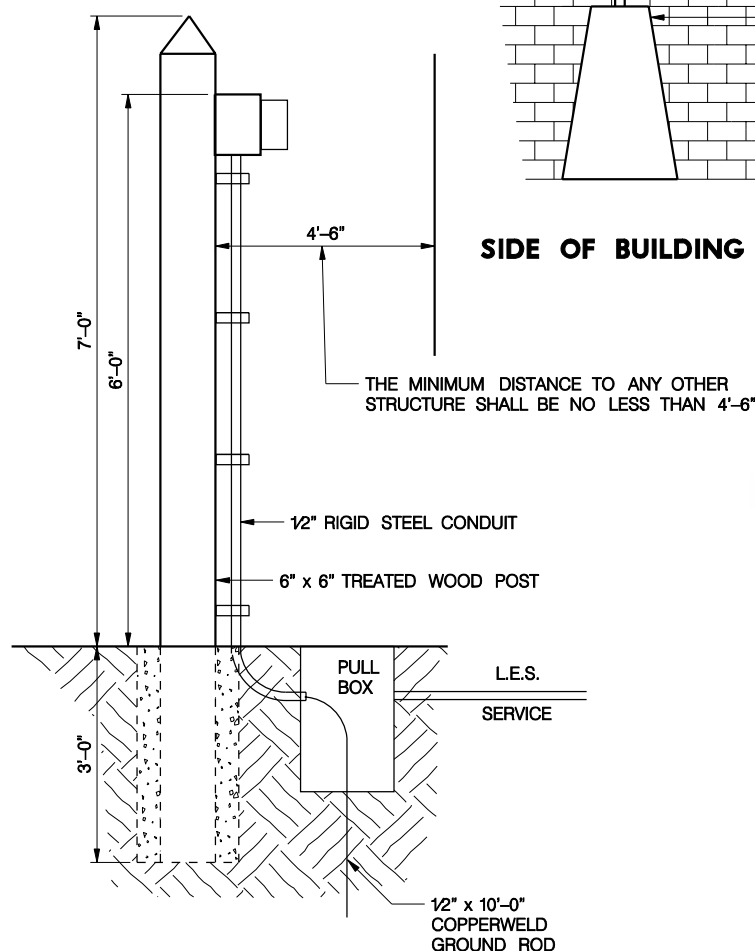 SIDE OF BUILDING
4'–6"
7'–0"
6'–0"
THE MINIMUM DISTANCE TO ANY OTHER
STRUCTURE SHALL BE NO LESS THAN 4'–6"
1/2" RIGID STEEL CONDUIT
6" x 6" TREATED WOOD POST
PULL
BOX
L.E.S.
SERVICE
3'–0"
1/2" x 10'–0"
COPPERWELD
GROUND ROD